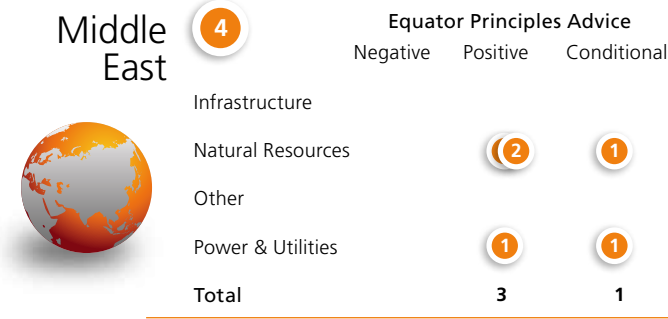 Middle
East
4
Equator Principles Advice
Negative Positive Conditional
Infrastructure
Natural Resources 2 1
Other
Power & Utilities 1 1
Total 3 1